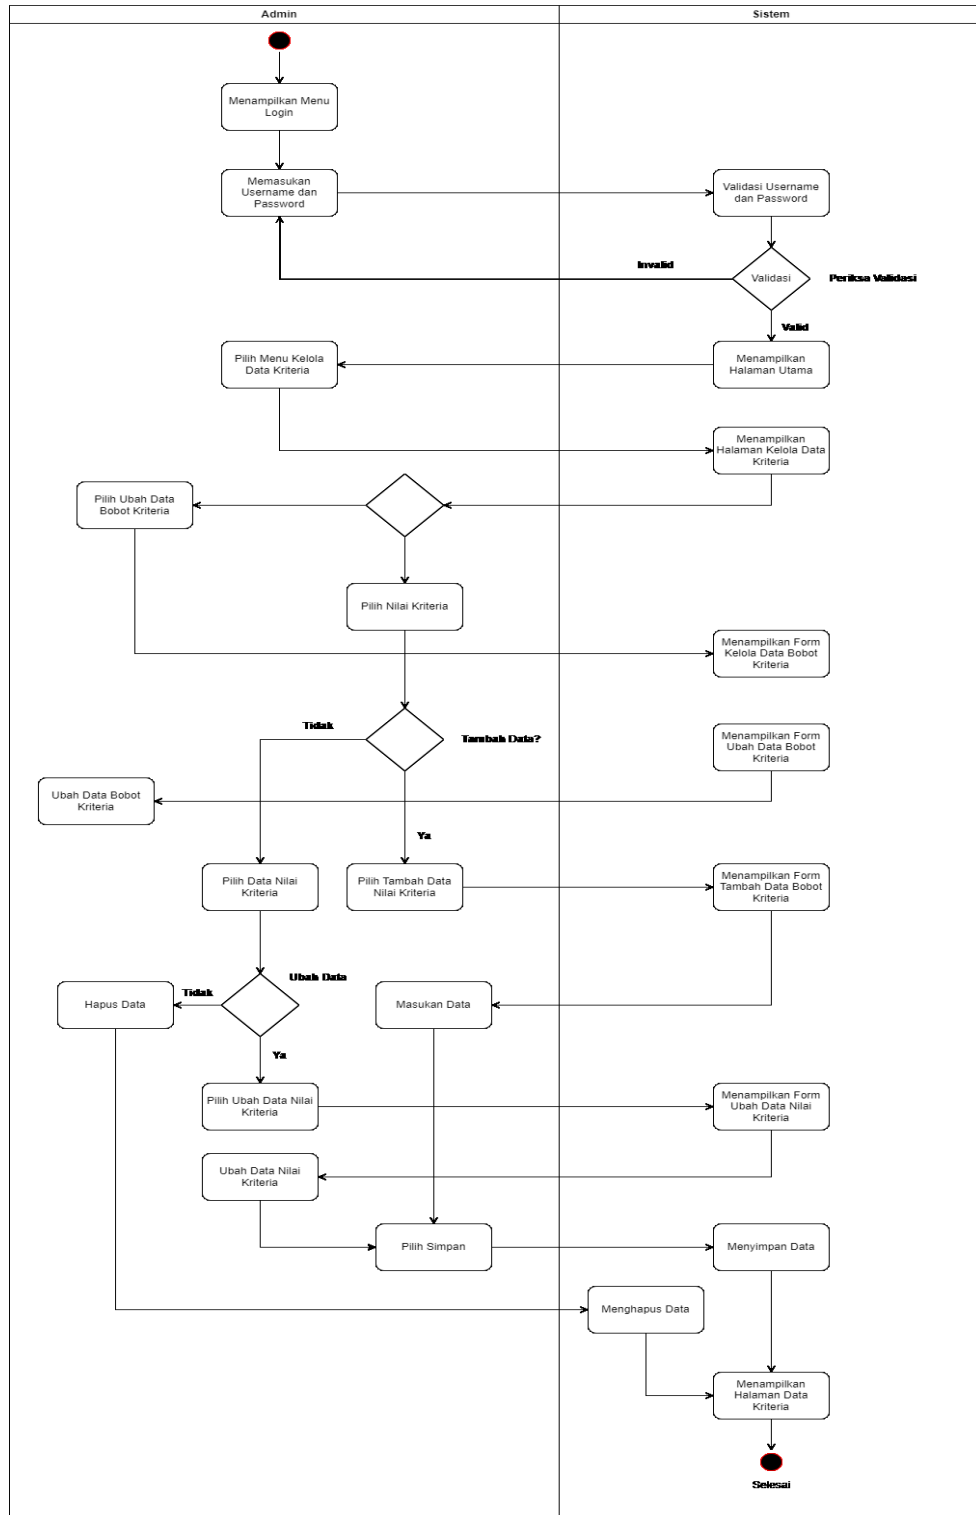 Admin
Sistem
Menampilkan Menu
Login
Memasukan
Username dan
Password
Validasi Username
dan Password
Invalid
Validasi
Periksa Validasi
Valid
Pilih Menu Kelola
Data Kriteria
Menampilkan
Halaman Utama
Menampilkan
Halaman Kelola Data
Kriteria
Pilih Ubah Data
Bobot Kriteria
Pilih Nilai Kriteria
Menampilkan Form
Kelola Data Bobot
Kriteria
Tidak
Tambah Data?
Menampilkan Form
Ubah Data Bobot
Kriteria
Ubah Data Bobot
Kriteria
Ya
Pilih Data Nilai
Kriteria
Pilih Tambah Data
Nilai Kriteria
Menampilkan Form
Tambah Data Bobot
Kriteria
Ubah Data
Hapus Data
Tidak
Masukan Data
Ya
Pilih Ubah Data Nilai
Kriteria
Menampilkan Form
Ubah Data Nilai
Kriteria
Ubah Data Nilai
Kriteria
Pilih Simpan
Menyimpan Data
Menghapus Data
Menampilkan
Halaman Data
Kriteria
Selesai